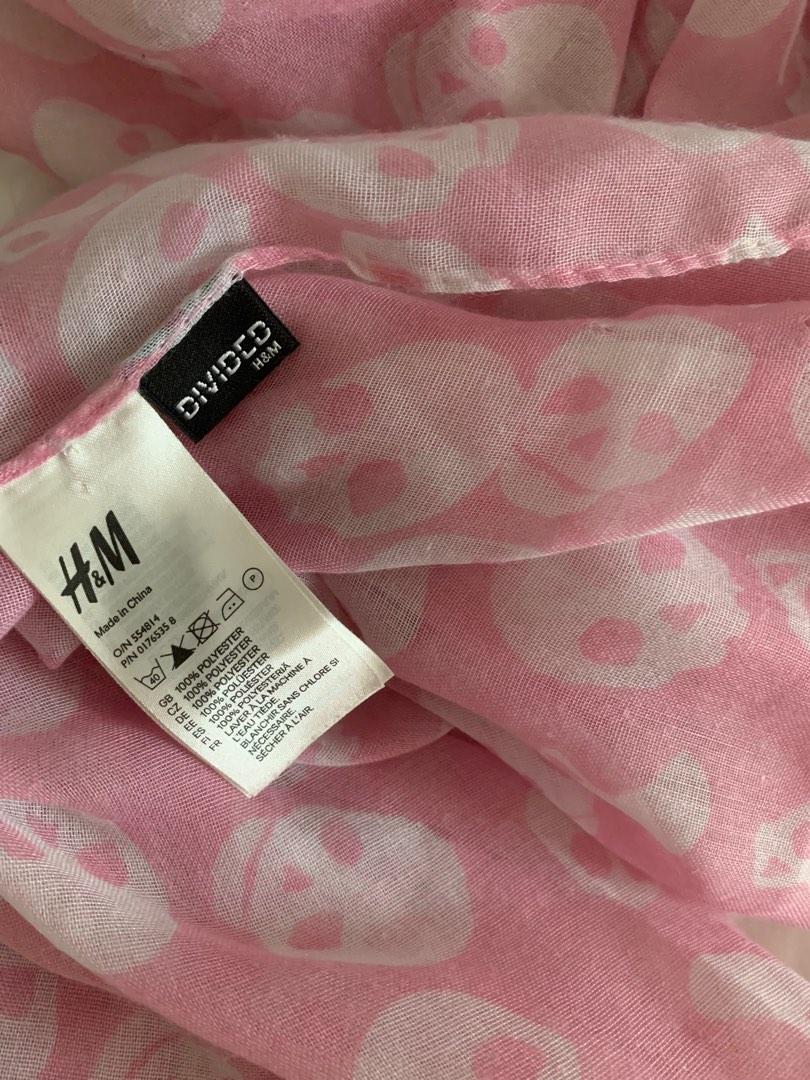 DIVIDED
H&M
H&M
Made in China
O/N 554814
P/N 0176535 8
40
P
GB 100% POLYESTER
CZ 100% POLYESTER
DE 100% POLYESTER
EE 100% POLÜESTER
ES 100% POLIÉSTER
FI 100% POLYESTERIÄ
FR LAVER À LA MACHINE À
L'EAU TIÈDE.
BLANCHIR SANS CHLORE SI
NÉCESSAIRE.
SÉCHER À L'AIR